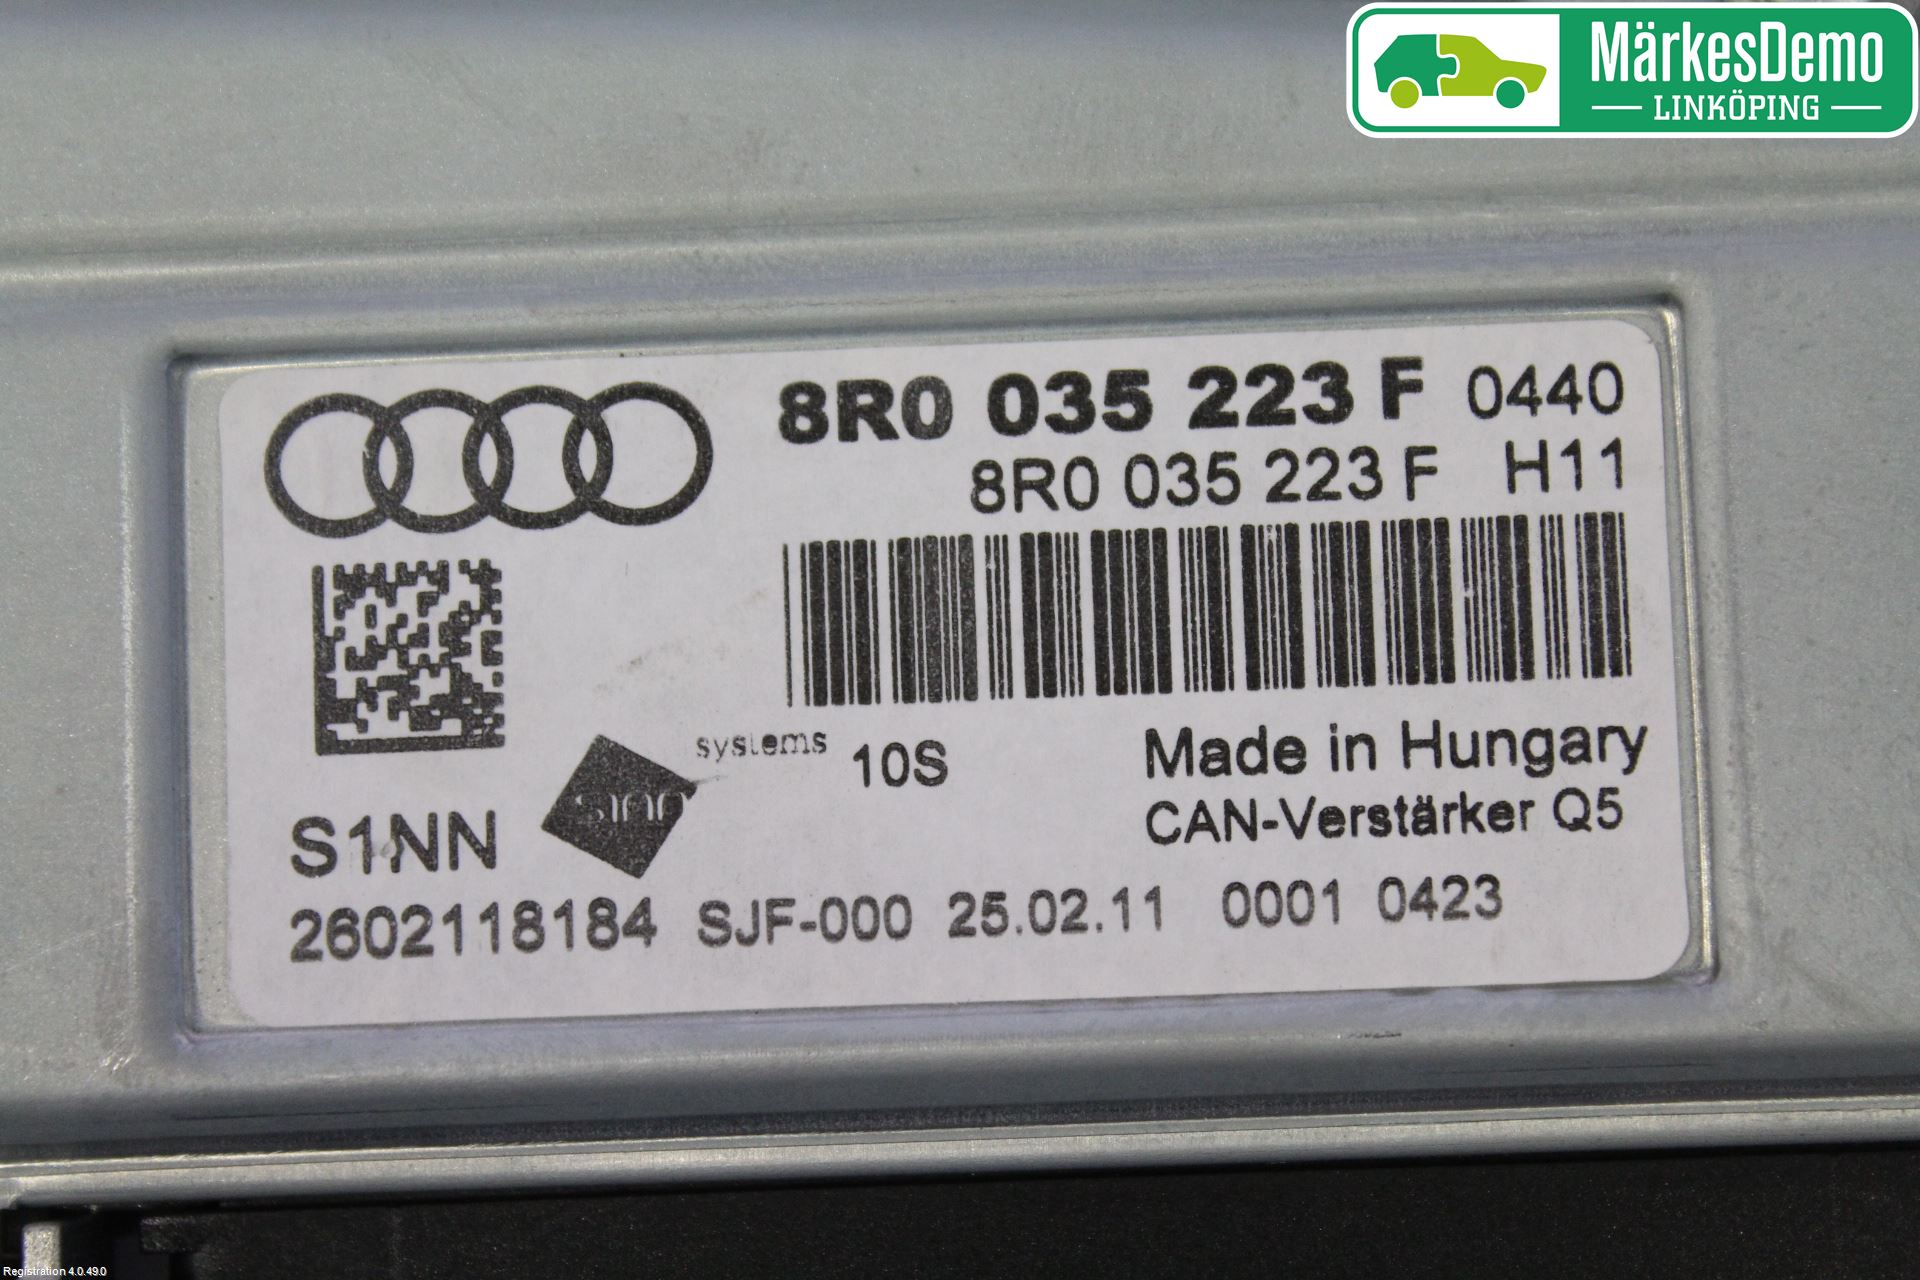 MärkesDemo
LINKÖPING
8R0 035 223 F 0440
8R0 035 223 F H11
systems
10S
Made in Hungary
sınn
CAN-Verstärker Q5
S1NN
2602118184 SJF-000 25.02.11 0001 0423
Registration 4.0.49.0